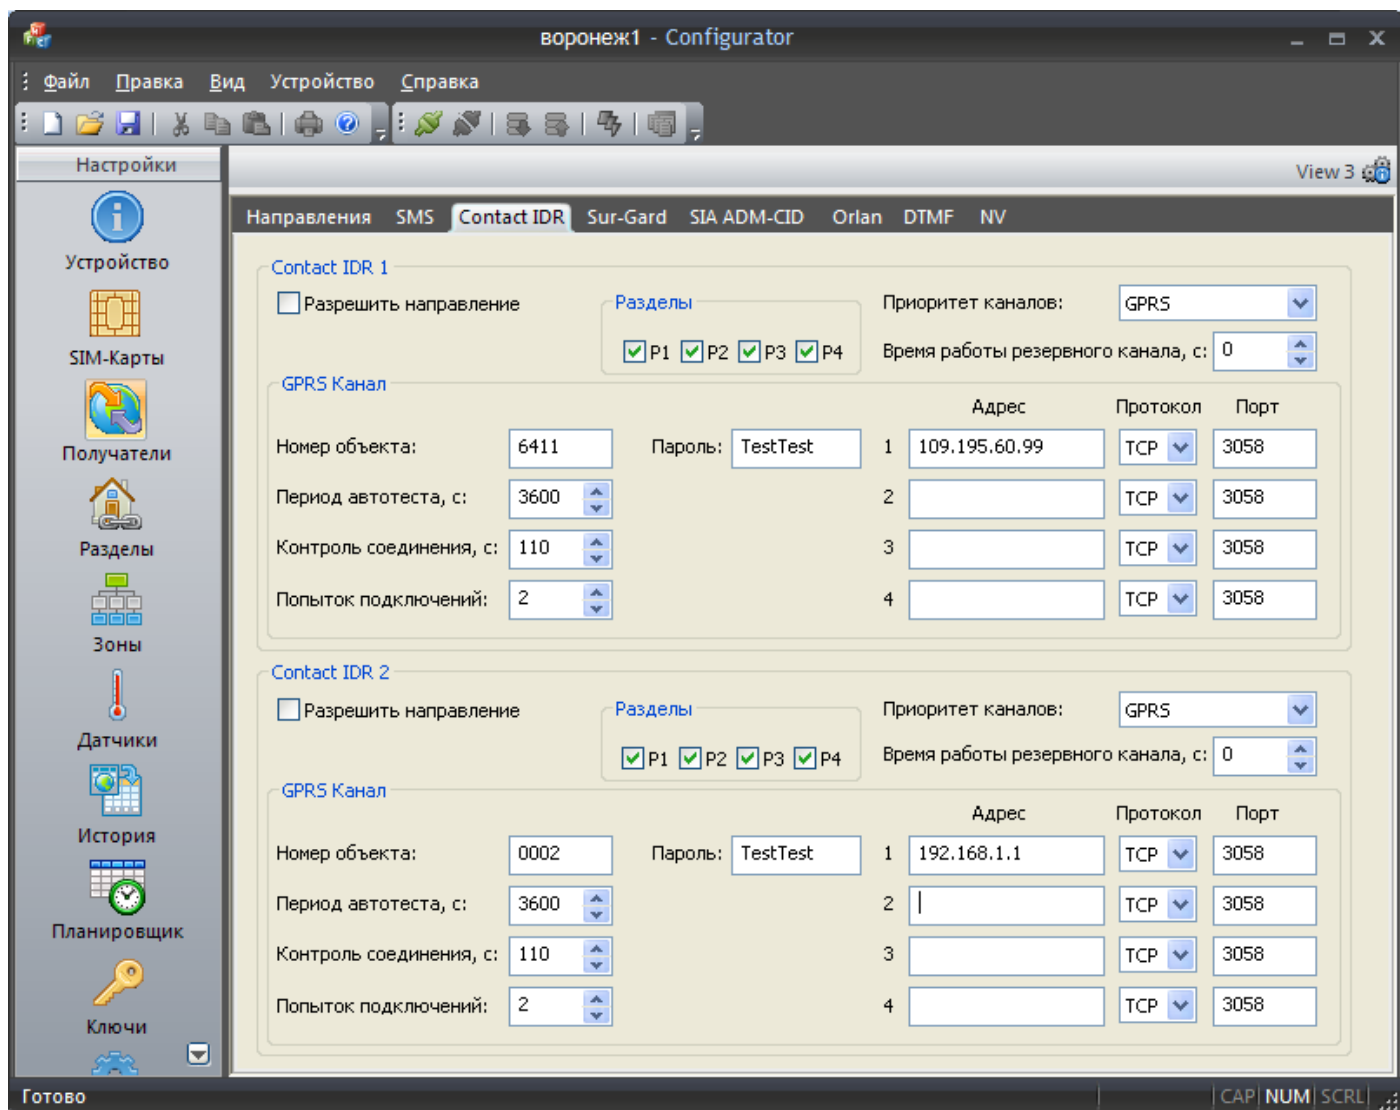 воронеж1 - Configurator
Файл Правка Вид Устройство Справка
Настройки
View 3
Устройство
SIM-Карты
Получатели
Разделы
Зоны
Датчики
История
Планировщик
Ключи
Направления SMS Contact IDR Sur-Gard SIA ADM-CID Orlan DTMF NV
Contact IDR 1
Разрешить направление
Разделы
P1 P2 P3 P4
Приоритет каналов: GPRS
Время работы резервного канала, с: 0
GPRS Канал
Адрес Протокол Порт
Номер объекта: 6411 Пароль: TestTest 1 109.195.60.99 TCP 3058
Период автотеста, с: 3600 2 TCP 3058
Контроль соединения, с: 110 3 TCP 3058
Попыток подключений: 2 4 TCP 3058
Contact IDR 2
Разрешить направление
Разделы
P1 P2 P3 P4
Приоритет каналов: GPRS
Время работы резервного канала, с: 0
GPRS Канал
Адрес Протокол Порт
Номер объекта: 0002 Пароль: TestTest 1 192.168.1.1 TCP 3058
Период автотеста, с: 3600 2 TCP 3058
Контроль соединения, с: 110 3 TCP 3058
Попыток подключений: 2 4 TCP 3058
Готово CAP NUM SCRL